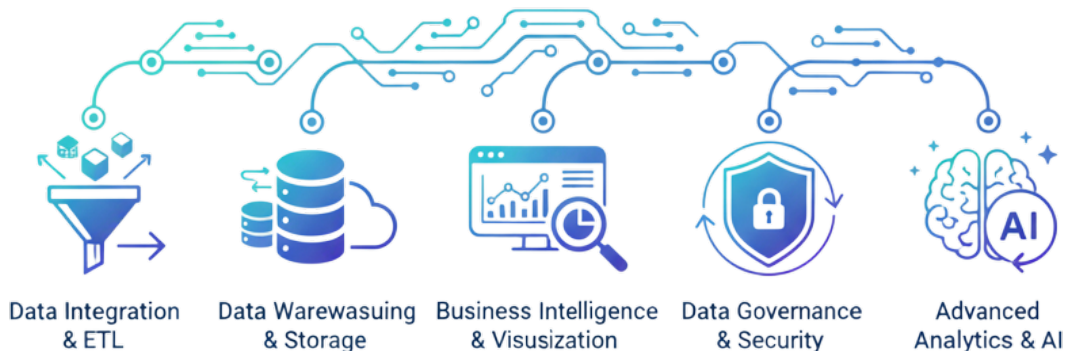 AI
Data Integration
& ETL
Data Warewasuing
& Storage
Business Intelligence
& Visusization
Data Governance
& Security
Advanced
Analytics & AI